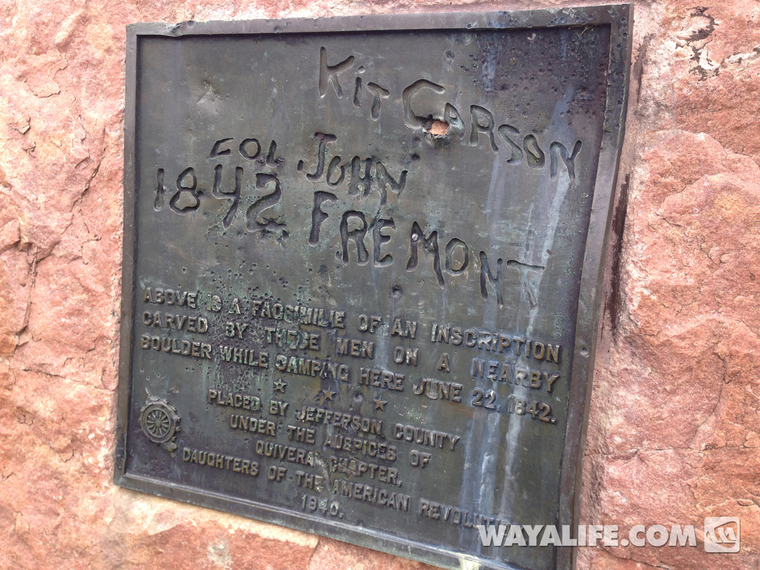 Kit CARSON
COL John
1842 FREMONT
ABOVE IS A FACSIMILIE OF AN INSCRIPTION
CARVED BY THESE MEN ON A NEARBY
BOULDER WHILE CAMPING HERE JUNE 22, 1842.
PLACED BY JEFFERSON COUNTY
UNDER THE AUSPICES OF
QUIVERA CHAPTER,
DAUGHTERS OF THE AMERICAN REVOLUTION
1940.
WAYALIFE.COM